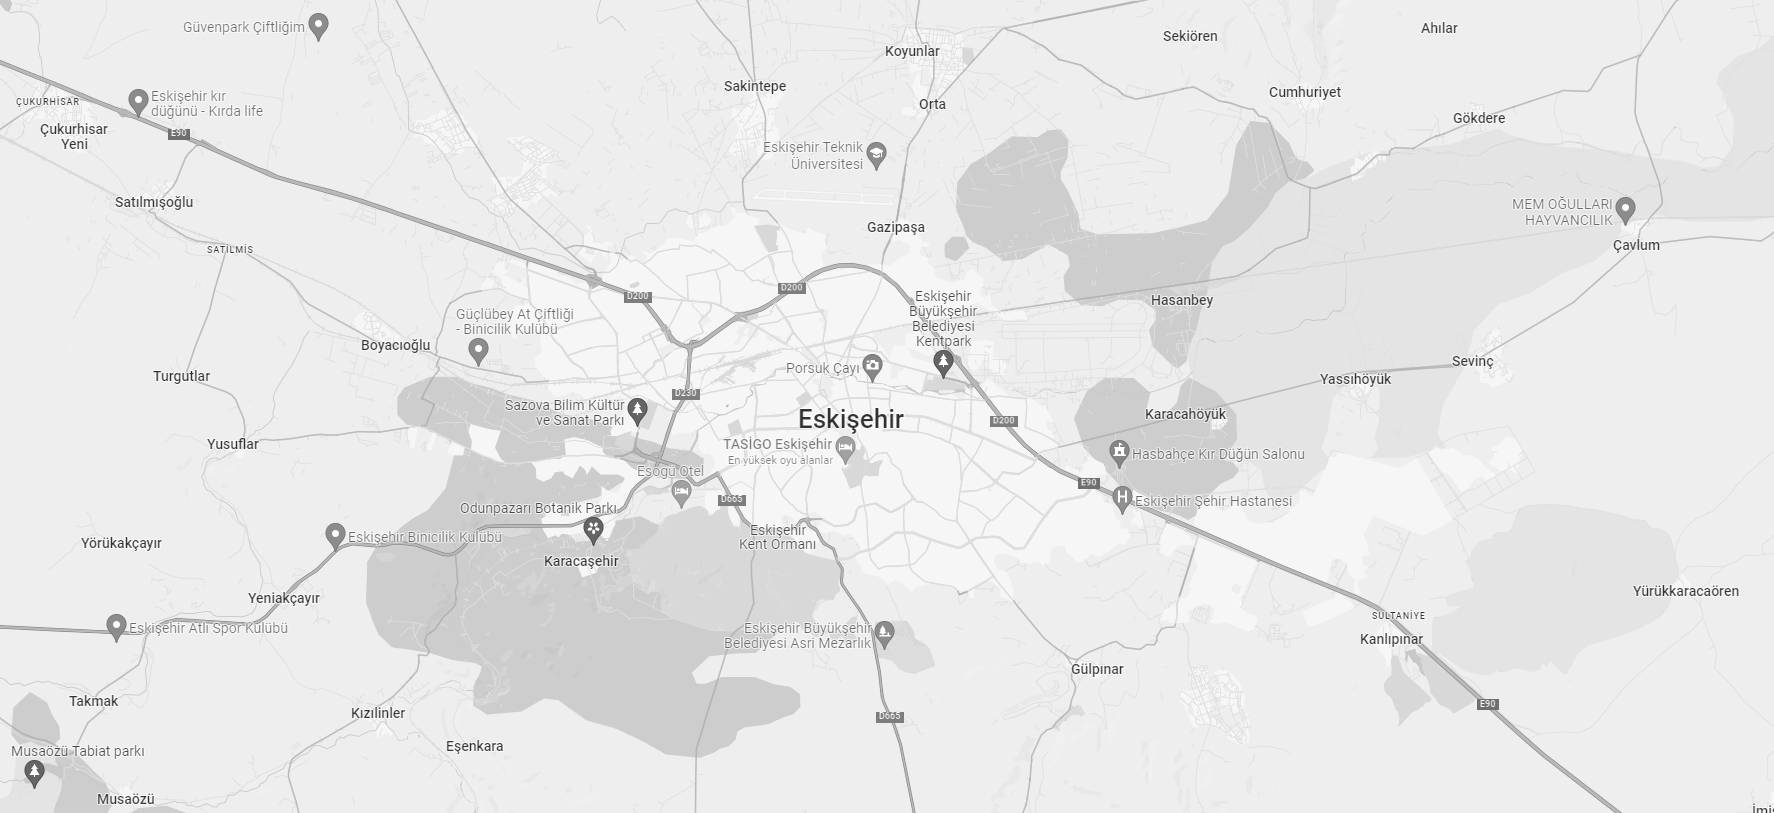 Güvenpark Çiftliğim
Koyunlar
Sekiören
Ahılar
Sakintepe
Orta
Cumhuriyet
Gökdere
ÇUKURHİSAR
Çukurhisar
Yeni
Eskişehir kır
düğünü - Kırda life
E90
Eskişehir Teknik
Üniversitesi
Satılmışoğlu
SATILMIŞ
Gazipaşa
MEM OĞULLARI
HAYVANCILIK
Çavlum
D200
D200
Eskişehir
Büyükşehir
Belediyesi
Kentpark
Hasanbey
Güçlübey At Çiftliği
- Binicilik Kulübü
Boyacıoğlu
Turgutlar
Porsuk Çayı
Sevinç
Yassıhöyük
D230
Sazova Bilim Kültür
ve Sanat Parkı
Eskişehir
D200
Karacahöyük
Yusuflar
TASİGO Eskişehir
En yüksek oyu alanlar
Hasbahçe Kır Düğün Salonu
Esogü Otel
E90
D665
Eskişehir Şehir Hastanesi
Odunpazarı Botanik Parkı
Eskişehir
Kent Ormanı
Eskişehir Binicilik Kulübü
Yörükakçayır
Karacaşehir
Yeniakçayır
Yürükkaracaören
SULTANİYE
Kanlıpınar
Eskişehir Atlı Spor Kulübü
Eskişehir Büyükşehir
Belediyesi Asri Mezarlık
Gülpınar
Takmak
Kızılinler
D665
E90
Eşenkara
Musaözü Tabiat parkı
Musaözü